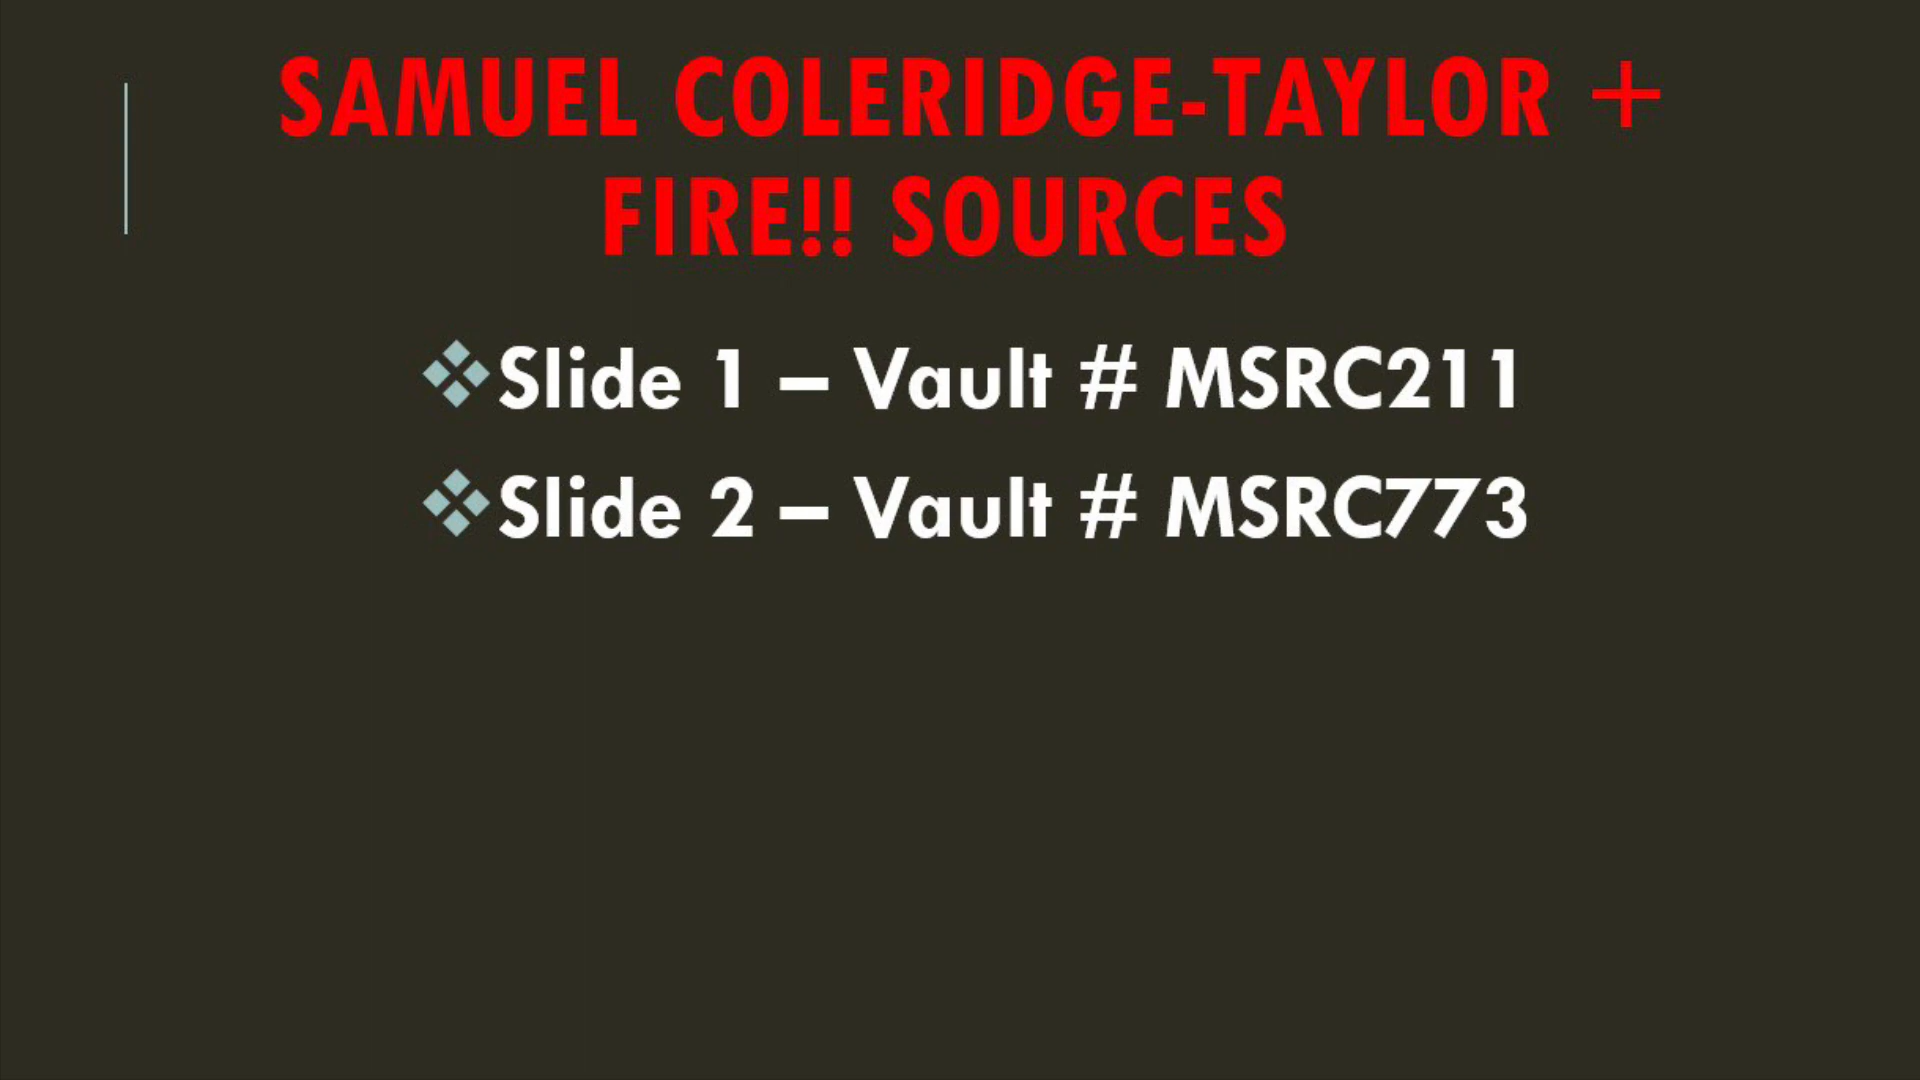 SAMUEL COLERIDGE-TAYLOR +
FIRE!! SOURCES
❖Slide 1 – Vault # MSRC211
❖Slide 2 – Vault # MSRC773